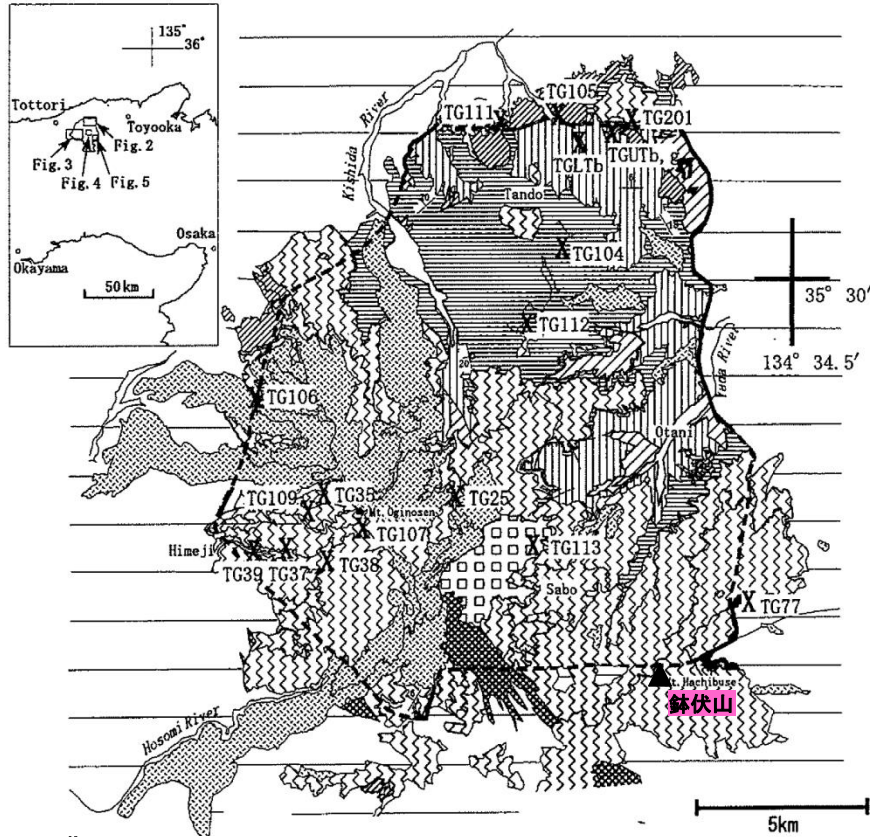 135°
36°
Tottori
Toyooka
Fig. 3
Fig. 2
Fig. 4
Fig. 5
Osaka
Okayama
50km
Kishida River
TG111
TG105
TG201
TGLTb
TGUTb, g
Tando
TG104
35° 30′
TG112
134° 34.5′
20
TG106
Otani
TG109
TG35
TG25
Mt. Oginosen
TG107
Himeji
TG113
TG39
TG37
TG38
Sabo
TG77
Mt. Hachibuse
鉢伏山
Hosomi River
5km